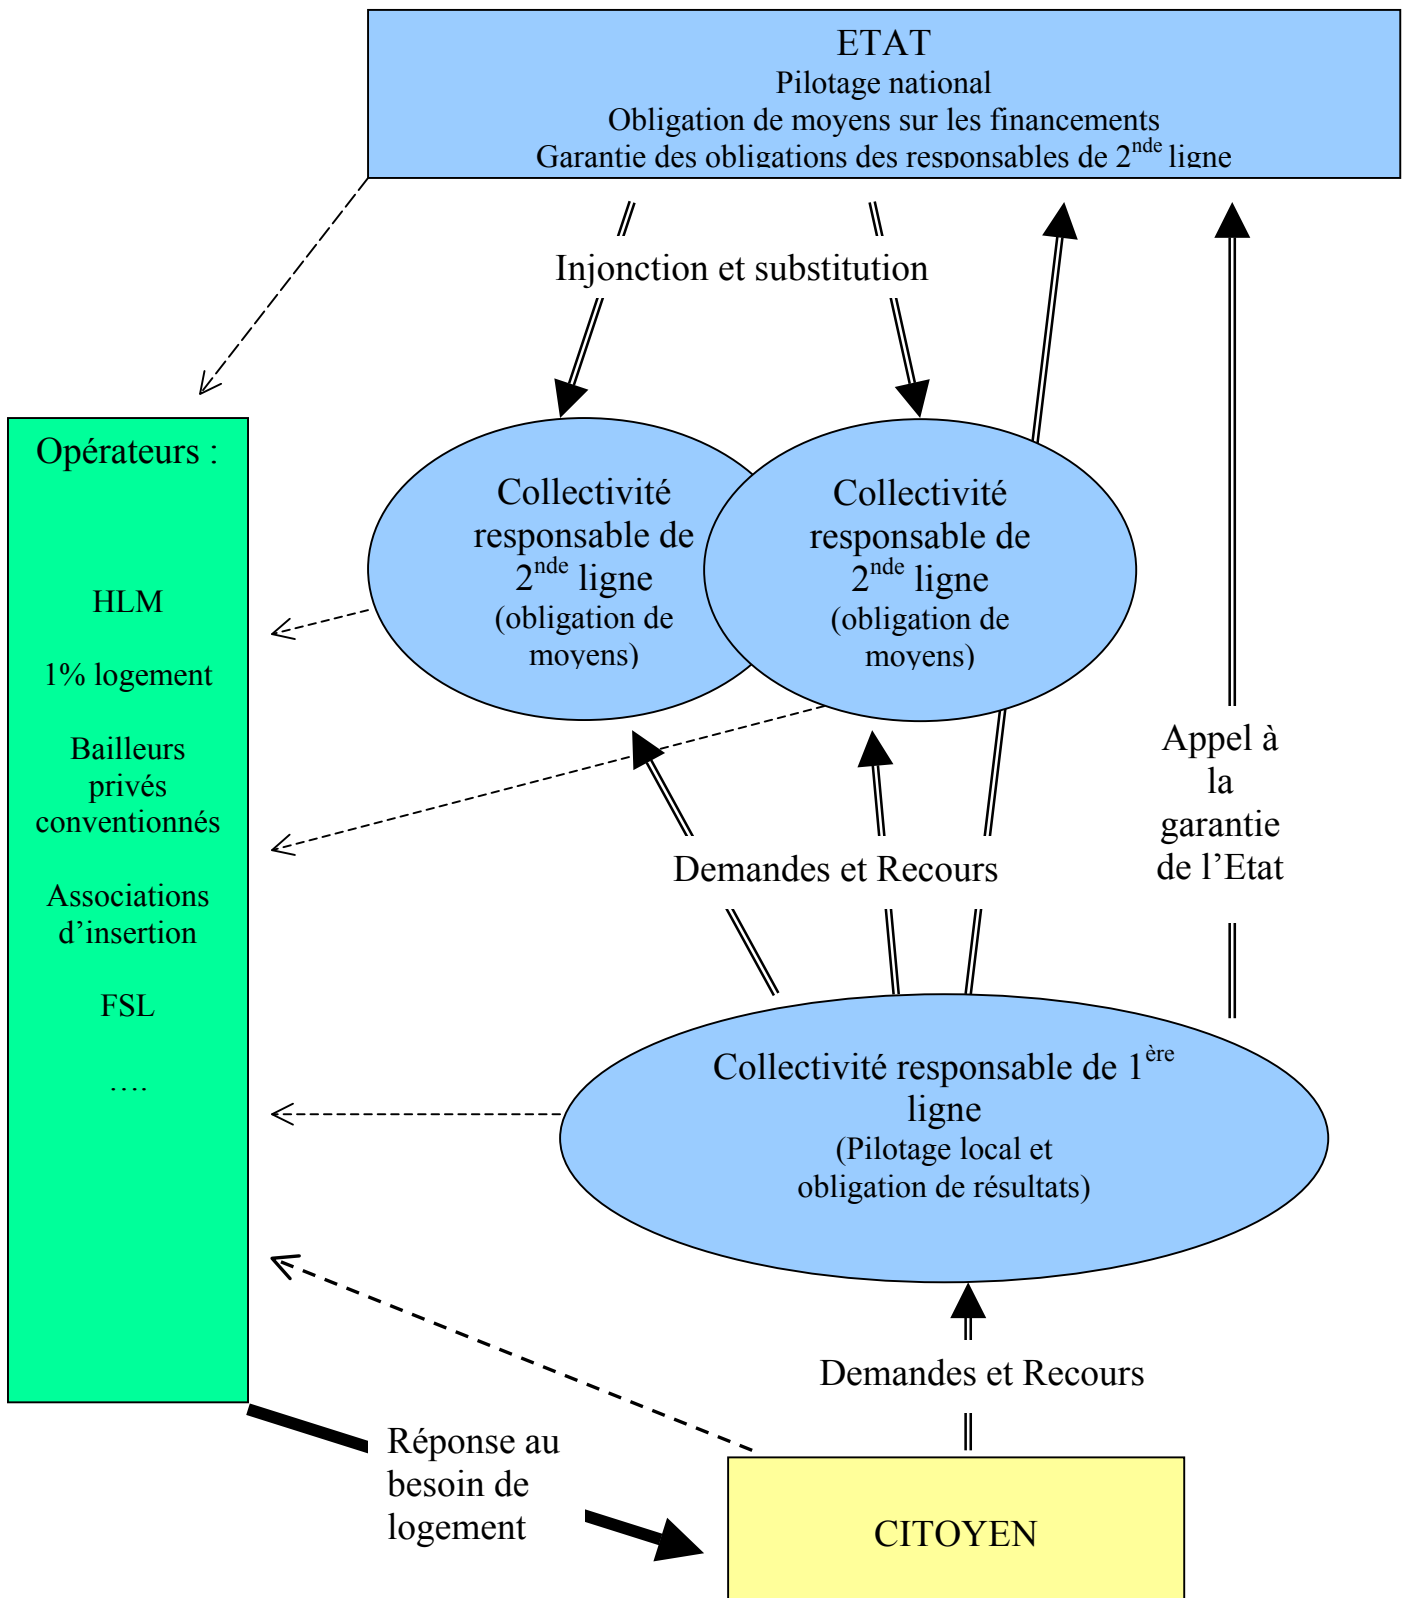 ETAT
Pilotage national
Obligation de moyens sur les financements
Garantie des obligations des responsables de 2nde ligne
Injonction et substitution
Opérateurs :
HLM
1% logement
Bailleurs
privés
conventionnés
Associations
d’insertion
FSL
….
Collectivité
responsable de
2nde ligne
(obligation de
moyens)
Collectivité
responsable de
2nde ligne
(obligation de
moyens)
Appel à
la
garantie
de l’Etat
Demandes et Recours
Collectivité responsable de 1ère
ligne
(Pilotage local et
obligation de résultats)
Demandes et Recours
Réponse au
besoin de
logement
CITOYEN